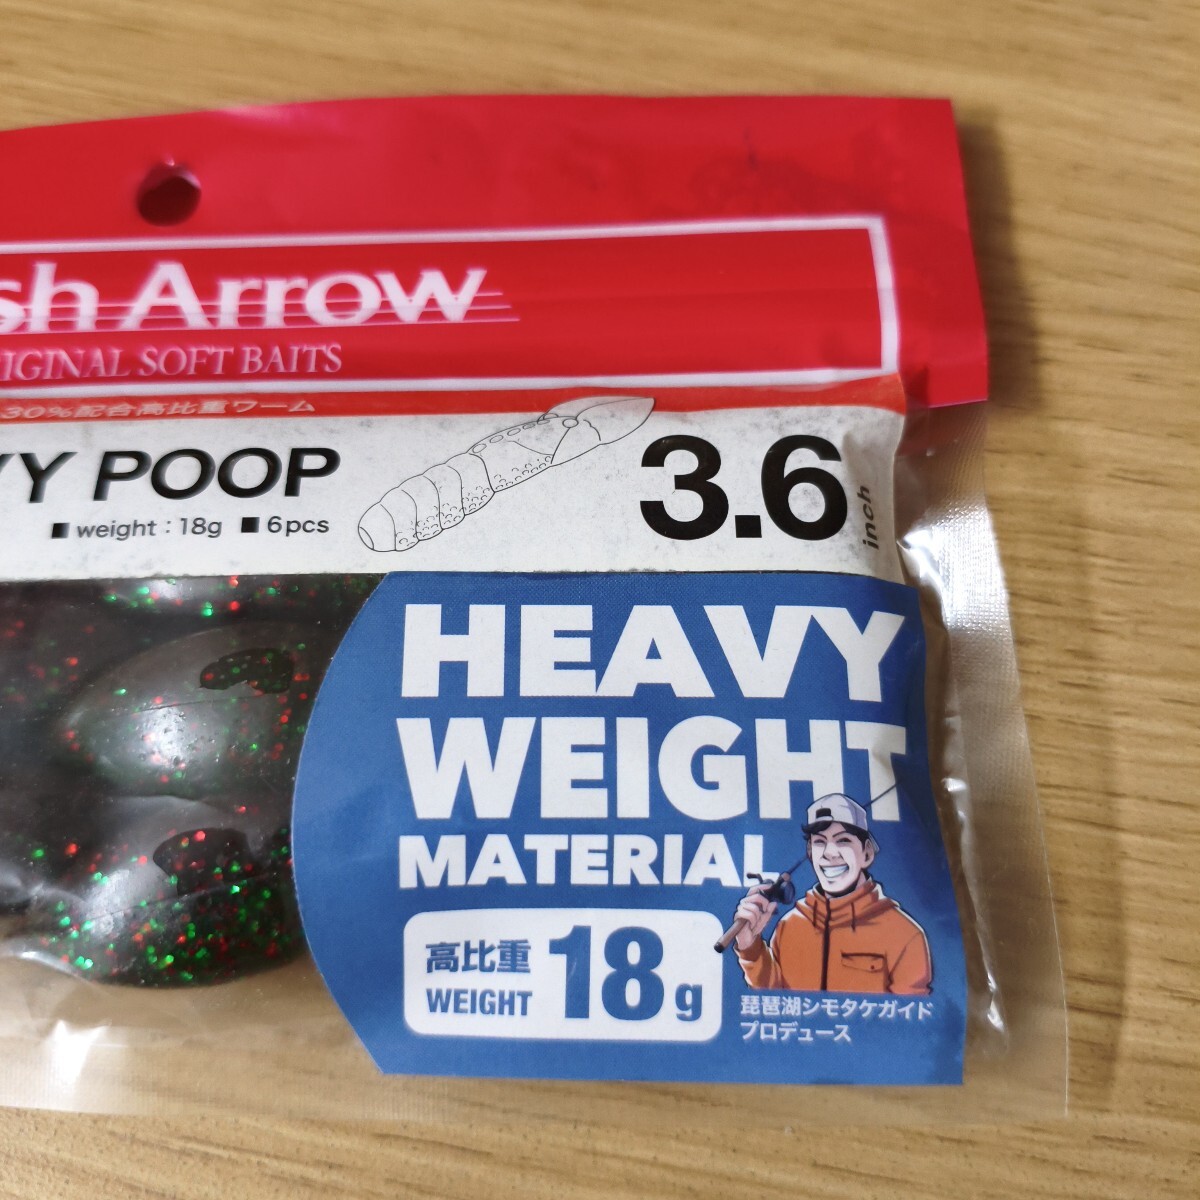 sh Arrow
IGINAL SOFT BAITS
30%配合高比重ワーム
Y POOP
■ weight : 18g ■ 6pcs
3.6
inch
HEAVY
WEIGHT
MATERIAL
高比重
WEIGHT
18g
琵琶湖シモタケガイド
プロデュース